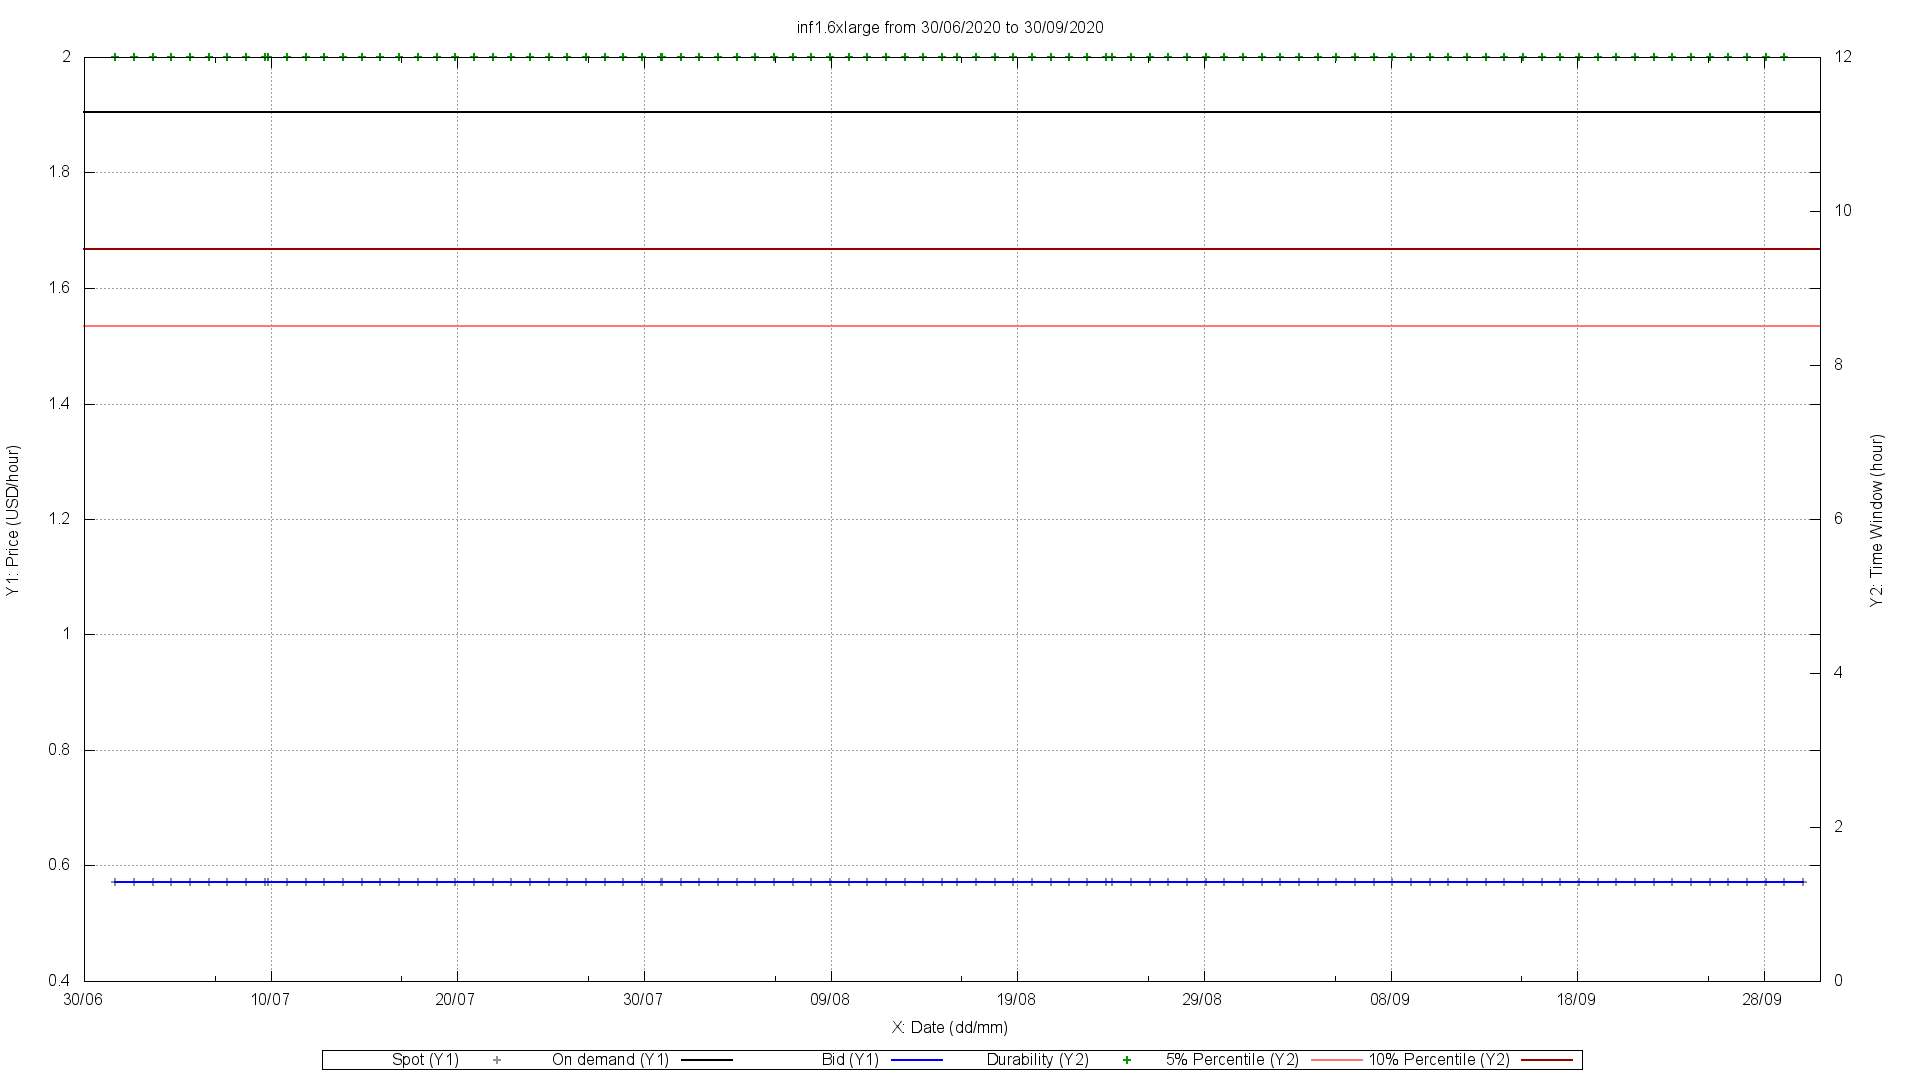 inf1.6xlarge from 30/06/2020 to 30/09/2020
2
1.8
1.6
1.4
1.2
1
0.8
0.6
0.4
12
10
8
6
4
2
0
Y1: Price (USD/hour)
Y2: Time Window (hour)
30/06 10/07 20/07 30/07 09/08 19/08 29/08 08/09 18/09 28/09
X: Date (dd/mm)
Spot (Y1) On demand (Y1) Bid (Y1) Durability (Y2) 5% Percentile (Y2) 10% Percentile (Y2)